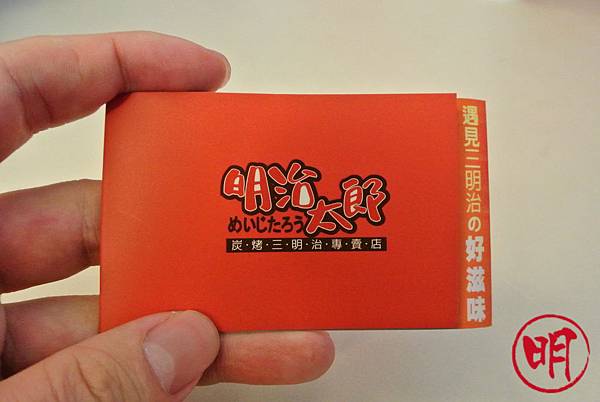 明治太郎
めいじたろう
炭・烤・三・明・治・專・賣・店
遇見三明治の好滋味
明